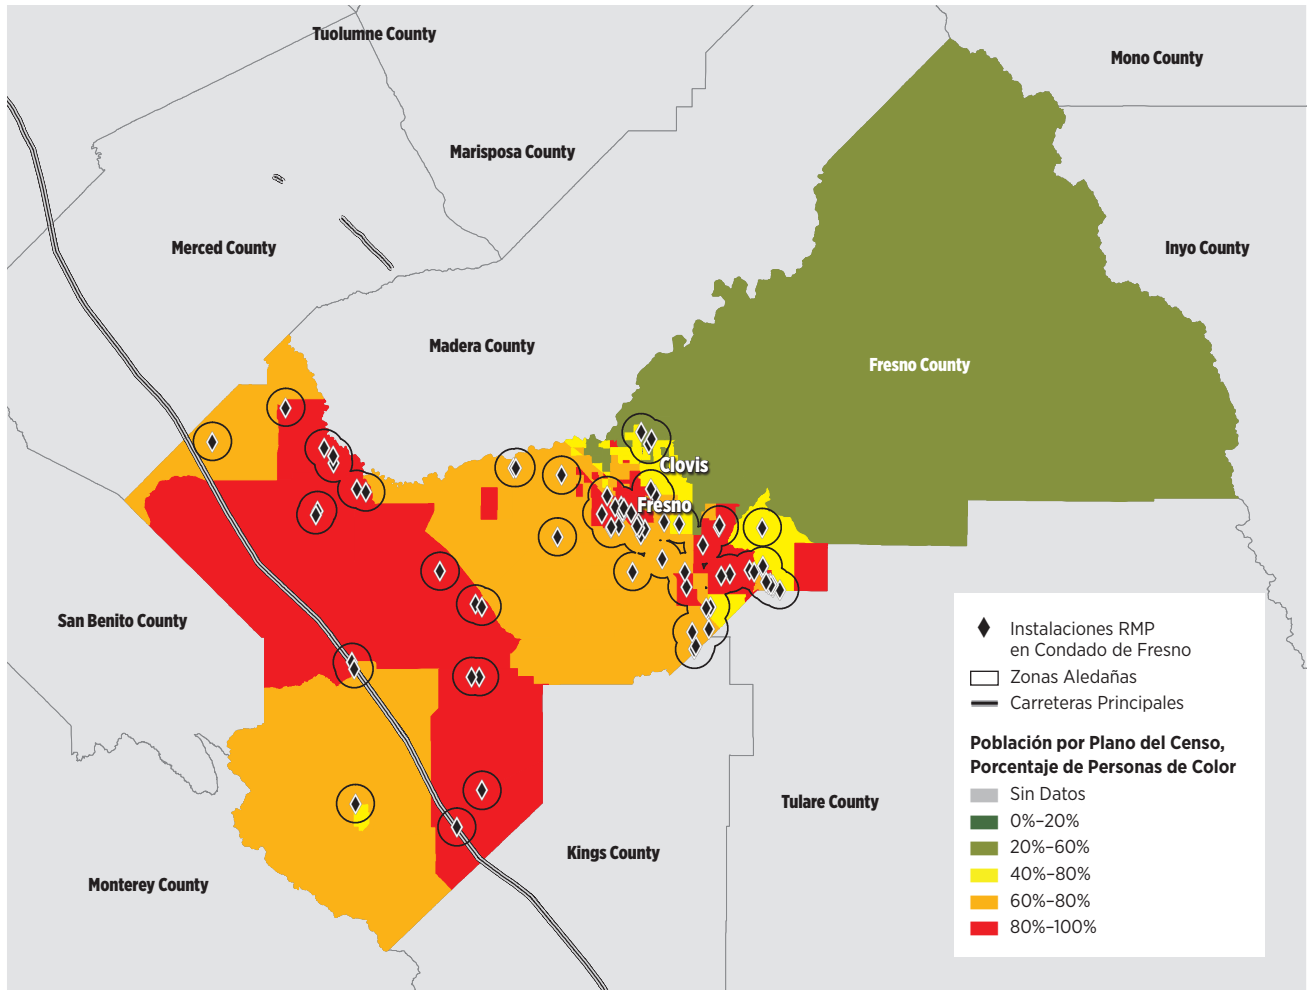 Tuolumne County
Mono County
Marisposa County
Merced County
Inyo County
Madera County
Fresno County
Clovis
Fresno
San Benito County
Tulare County
Kings County
Monterey County
Instalaciones RMP
en Condado de Fresno
Zonas Aledañas
Carreteras Principales
Población por Plano del Censo,
Porcentaje de Personas de Color
Sin Datos
0%–20%
20%–60%
40%–80%
60%–80%
80%–100%